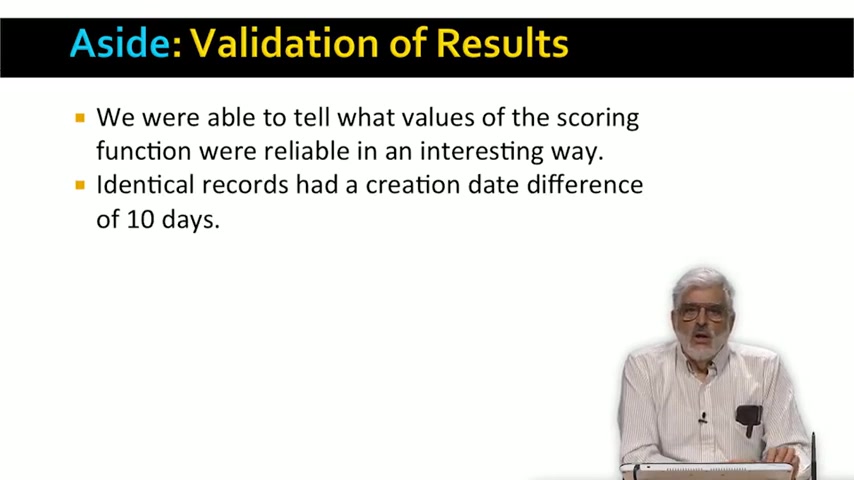 Aside: Validation of Results
We were able to tell what values of the scoring
function were reliable in an interesting way.
Identical records had a creation date difference
of 10 days.